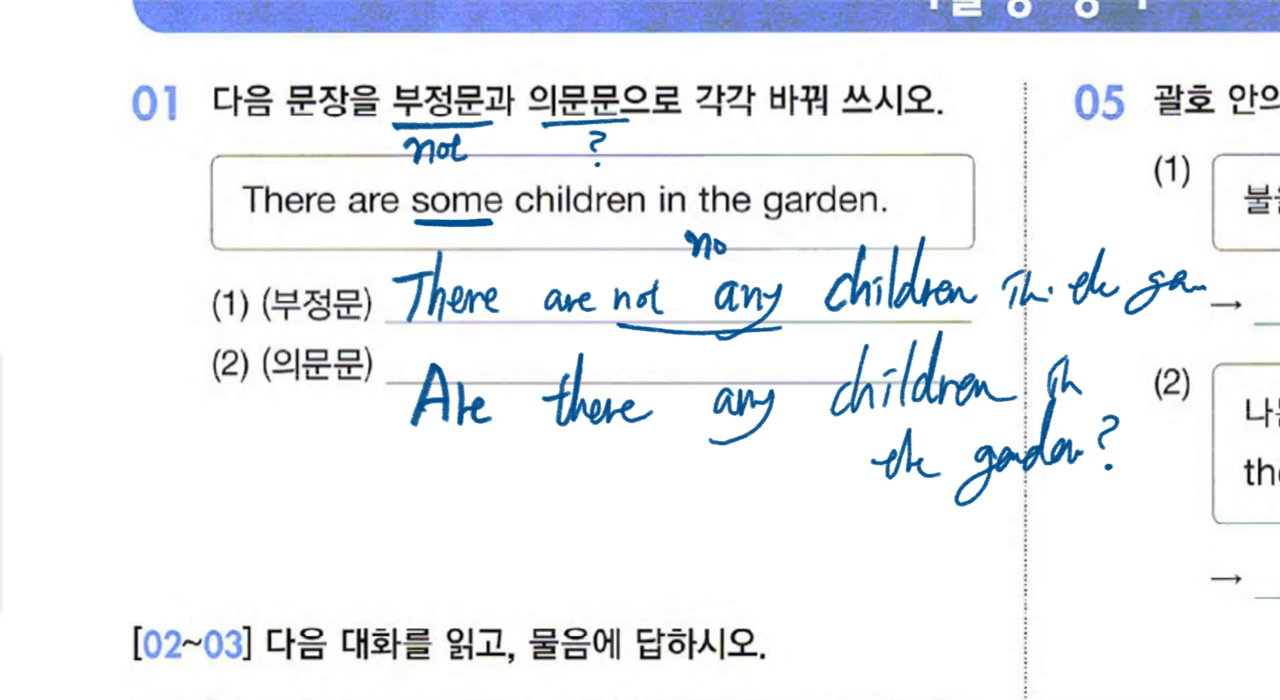 01 다음 문장을 부정문과 의문문으로 각각 바꿔 쓰시오.
not ?
There are some children in the garden.
no
(1) (부정문) There are not any children in the ga
(2) (의문문) Are there any children in
the garden?
[02~03] 다음 대화를 읽고, 물음에 답하시오.
05 괄호 안의
(1)
→
(2)
the
→